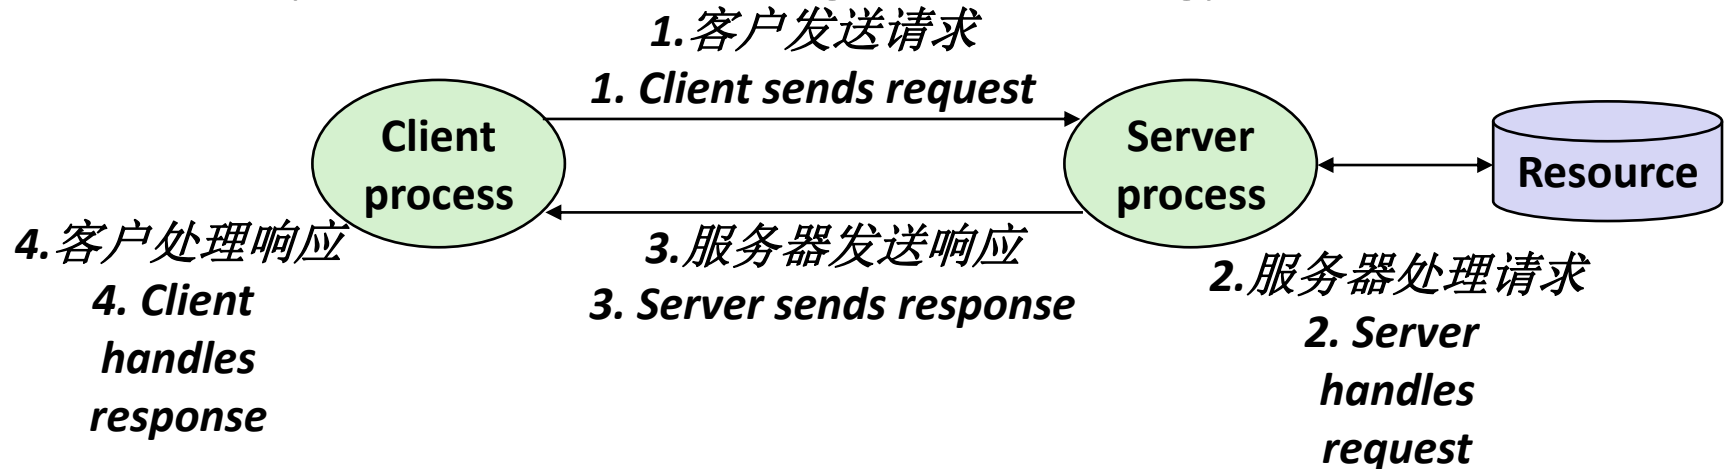 1.客户发送请求
1. Client sends request
Client
process
Server
process
Resource
4.客户处理响应
4. Client
handles
response
3.服务器发送响应
3. Server sends response
2.服务器处理请求
2. Server
handles
request